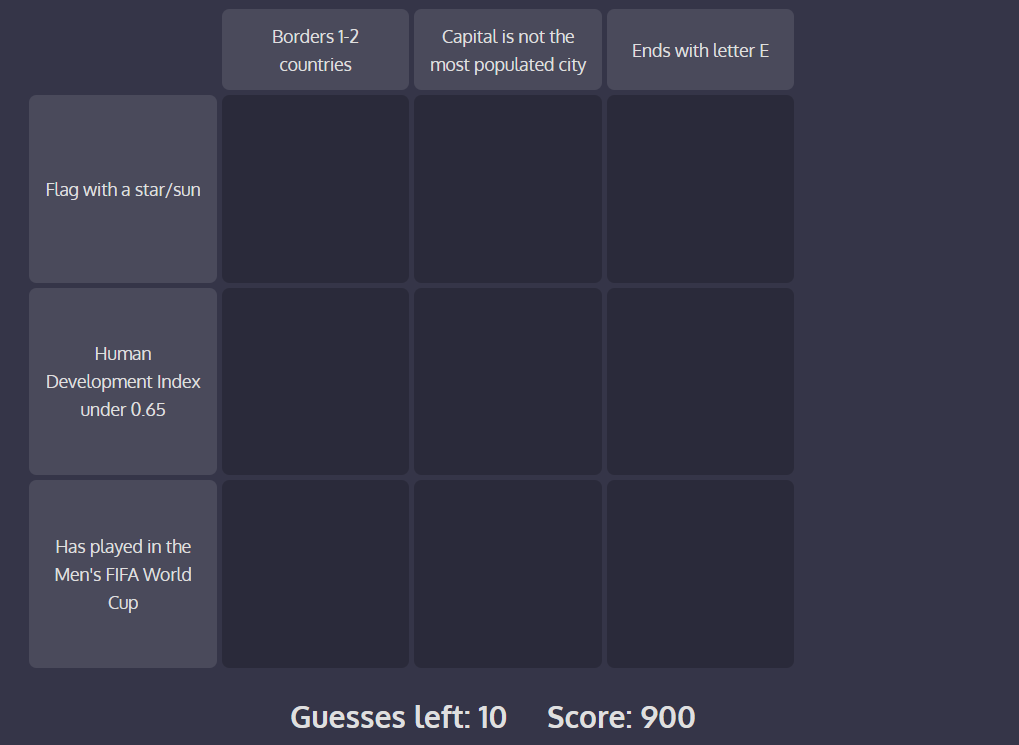 Borders 1-2
countries
Capital is not the
most populated city
Ends with letter E
Flag with a star/sun
Human
Development Index
under 0.65
Has played in the
Men's FIFA World
Cup
Guesses left: 10
Score: 900